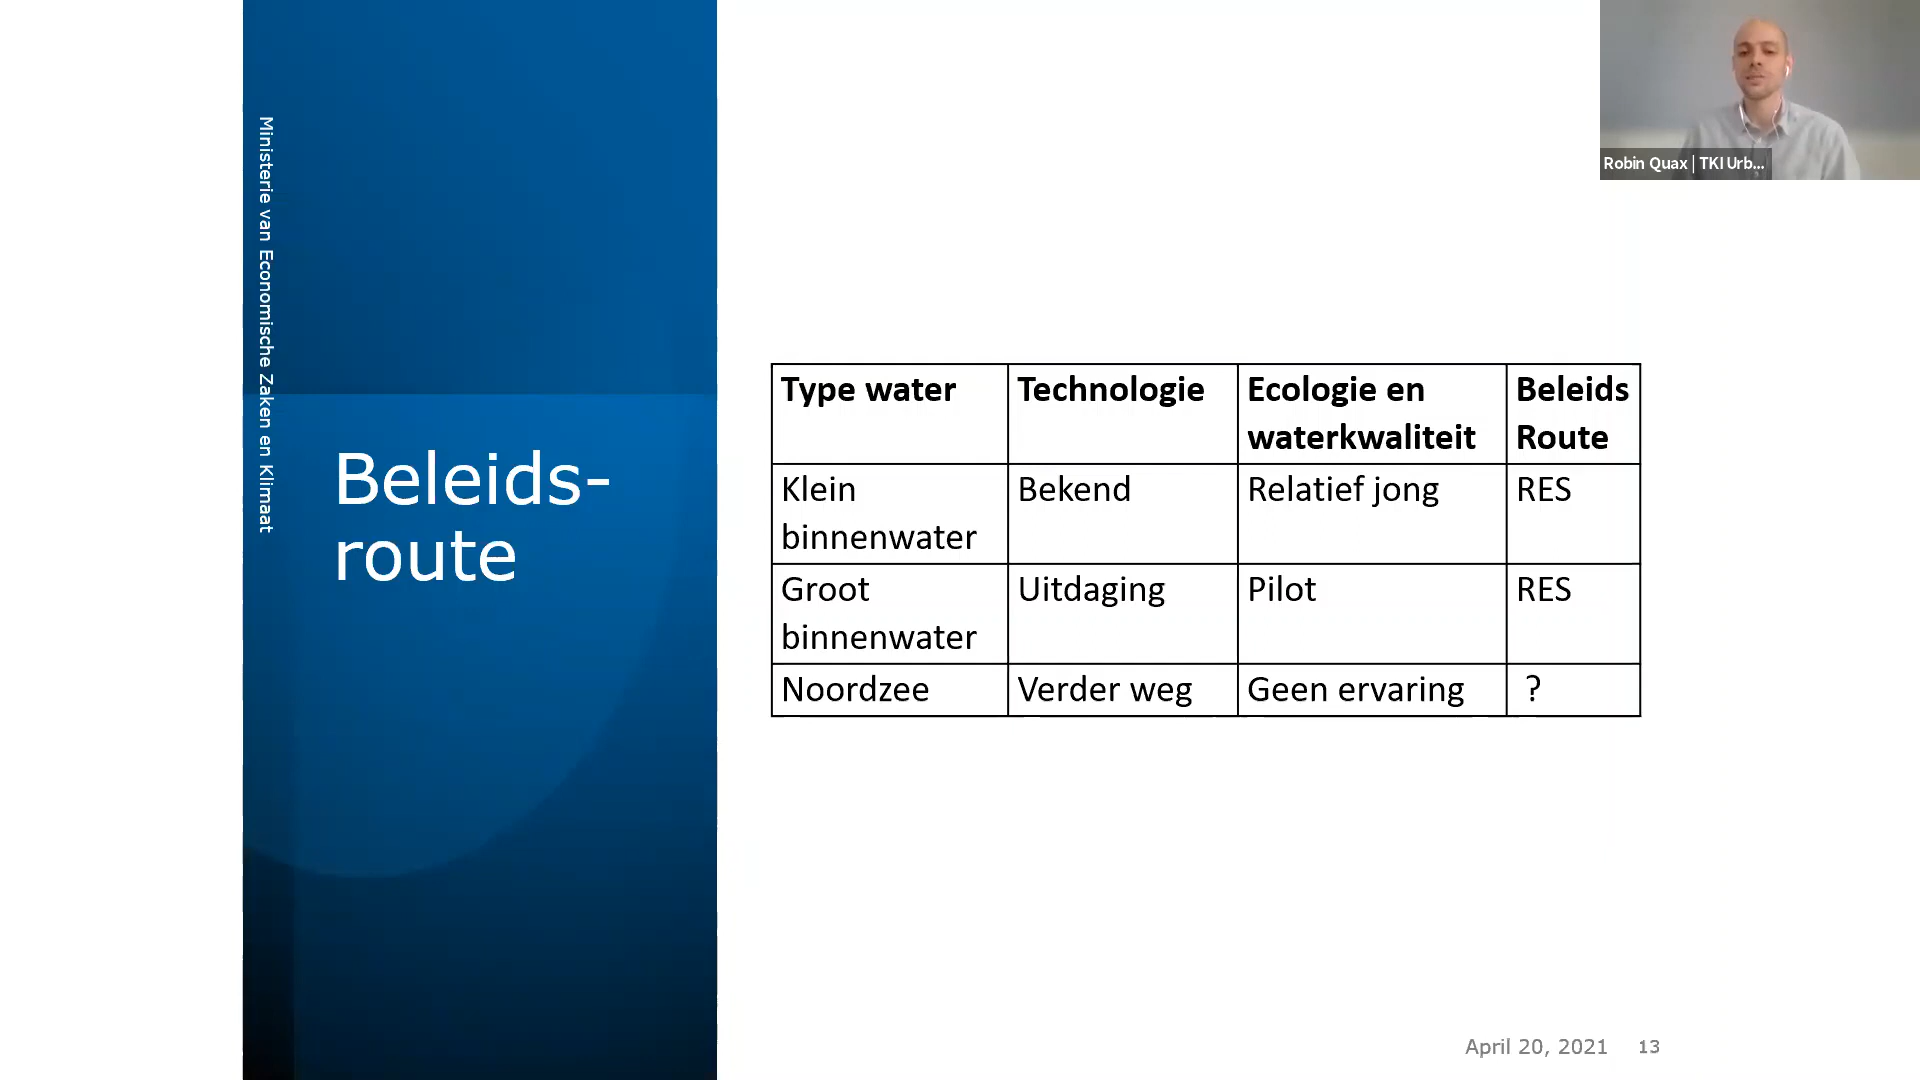 Ministerie van Economische Zaken en Klimaat
Beleids-
route
Type water
Technologie
Ecologie en
waterkwaliteit
Beleids
Route
Klein
binnenwater
Bekend
Relatief jong
RES
Groot
binnenwater
Uitdaging
Pilot
RES
Noordzee
Verder weg
Geen ervaring
?
Robin Quax | TKI Urb...
April 20, 2021
13